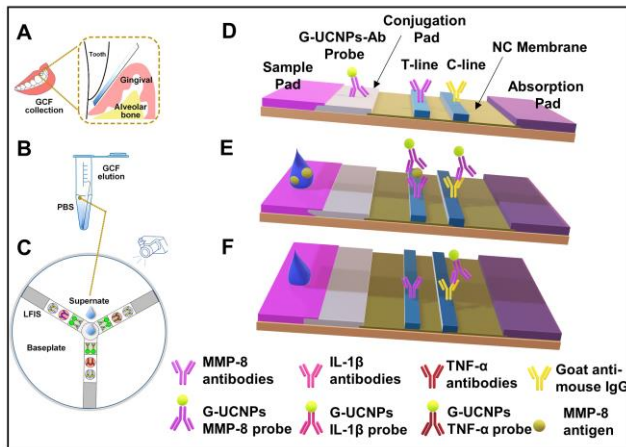 A
Tooth
Gingival
Alveolar
bone
GCF
collection
B
GCF
elution
PBS
C
Supernate
LFIS
Baseplate
D
G-UCNPs-Ab
Probe
Conjugation
Pad
NC Membrane
Sample
Pad
T-line
C-line
Absorption
Pad
E
F
MMP-8
antibodies
IL-1β
antibodies
TNF-α
antibodies
Goat anti-
mouse IgG
G-UCNPs
MMP-8 probe
G-UCNPs
IL-1β probe
G-UCNPs
TNF-α probe
MMP-8
antigen